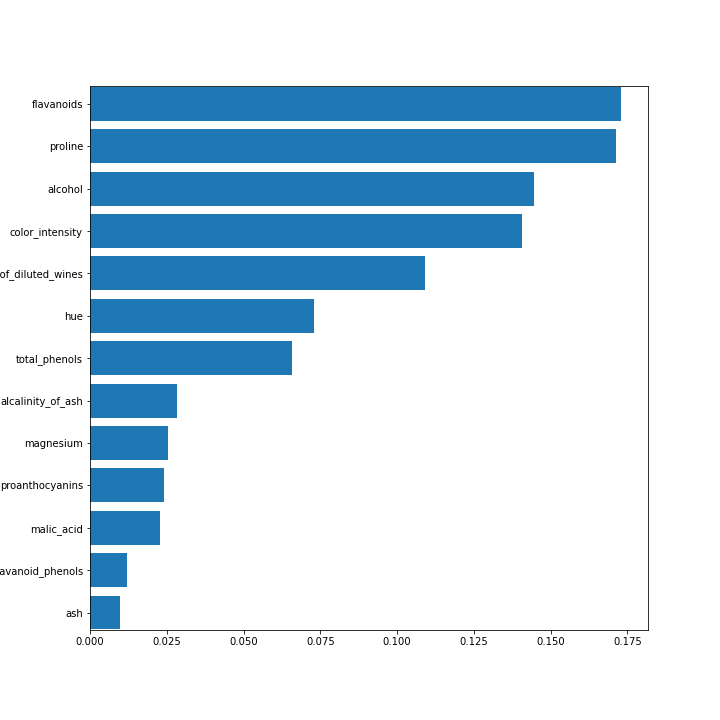 flavanoids
proline
alcohol
color_intensity
of_diluted_wines
hue
total_phenols
alcalinity_of_ash
magnesium
proanthocyanins
malic_acid
avanoid_phenols
ash
0.000 0.025 0.050 0.075 0.100 0.125 0.150 0.175